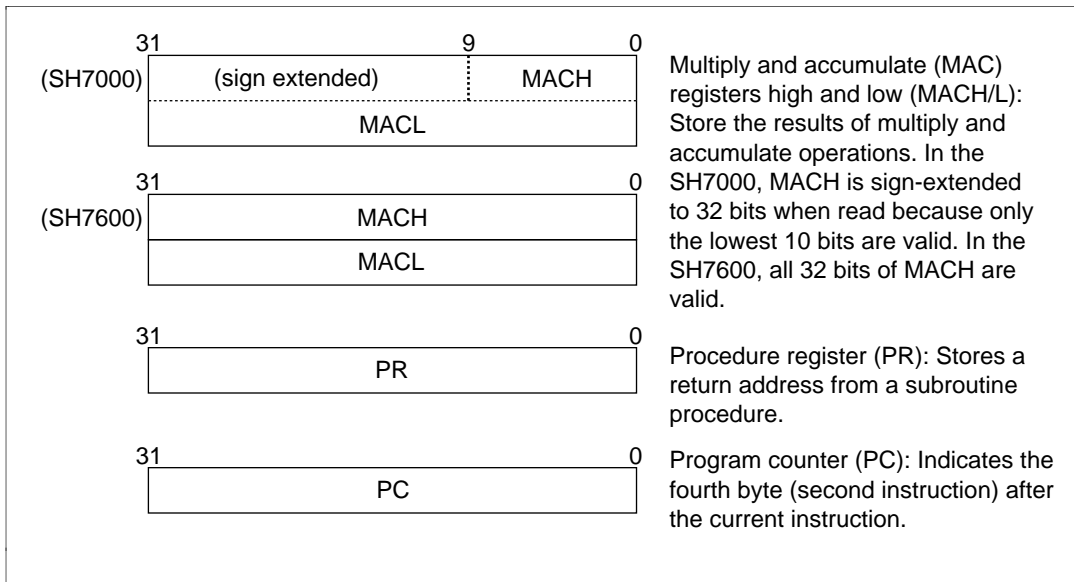 31 9 0
(SH7000) (sign extended) MACH
MACL
31 0
(SH7600) MACH
MACL
31 0
PR
31 0
PC
Multiply and accumulate (MAC)
registers high and low (MACH/L):
Store the results of multiply and
accumulate operations. In the
SH7000, MACH is sign-extended
to 32 bits when read because only
the lowest 10 bits are valid. In the
SH7600, all 32 bits of MACH are
valid.
Procedure register (PR): Stores a
return address from a subroutine
procedure.
Program counter (PC): Indicates the
fourth byte (second instruction) after
the current instruction.